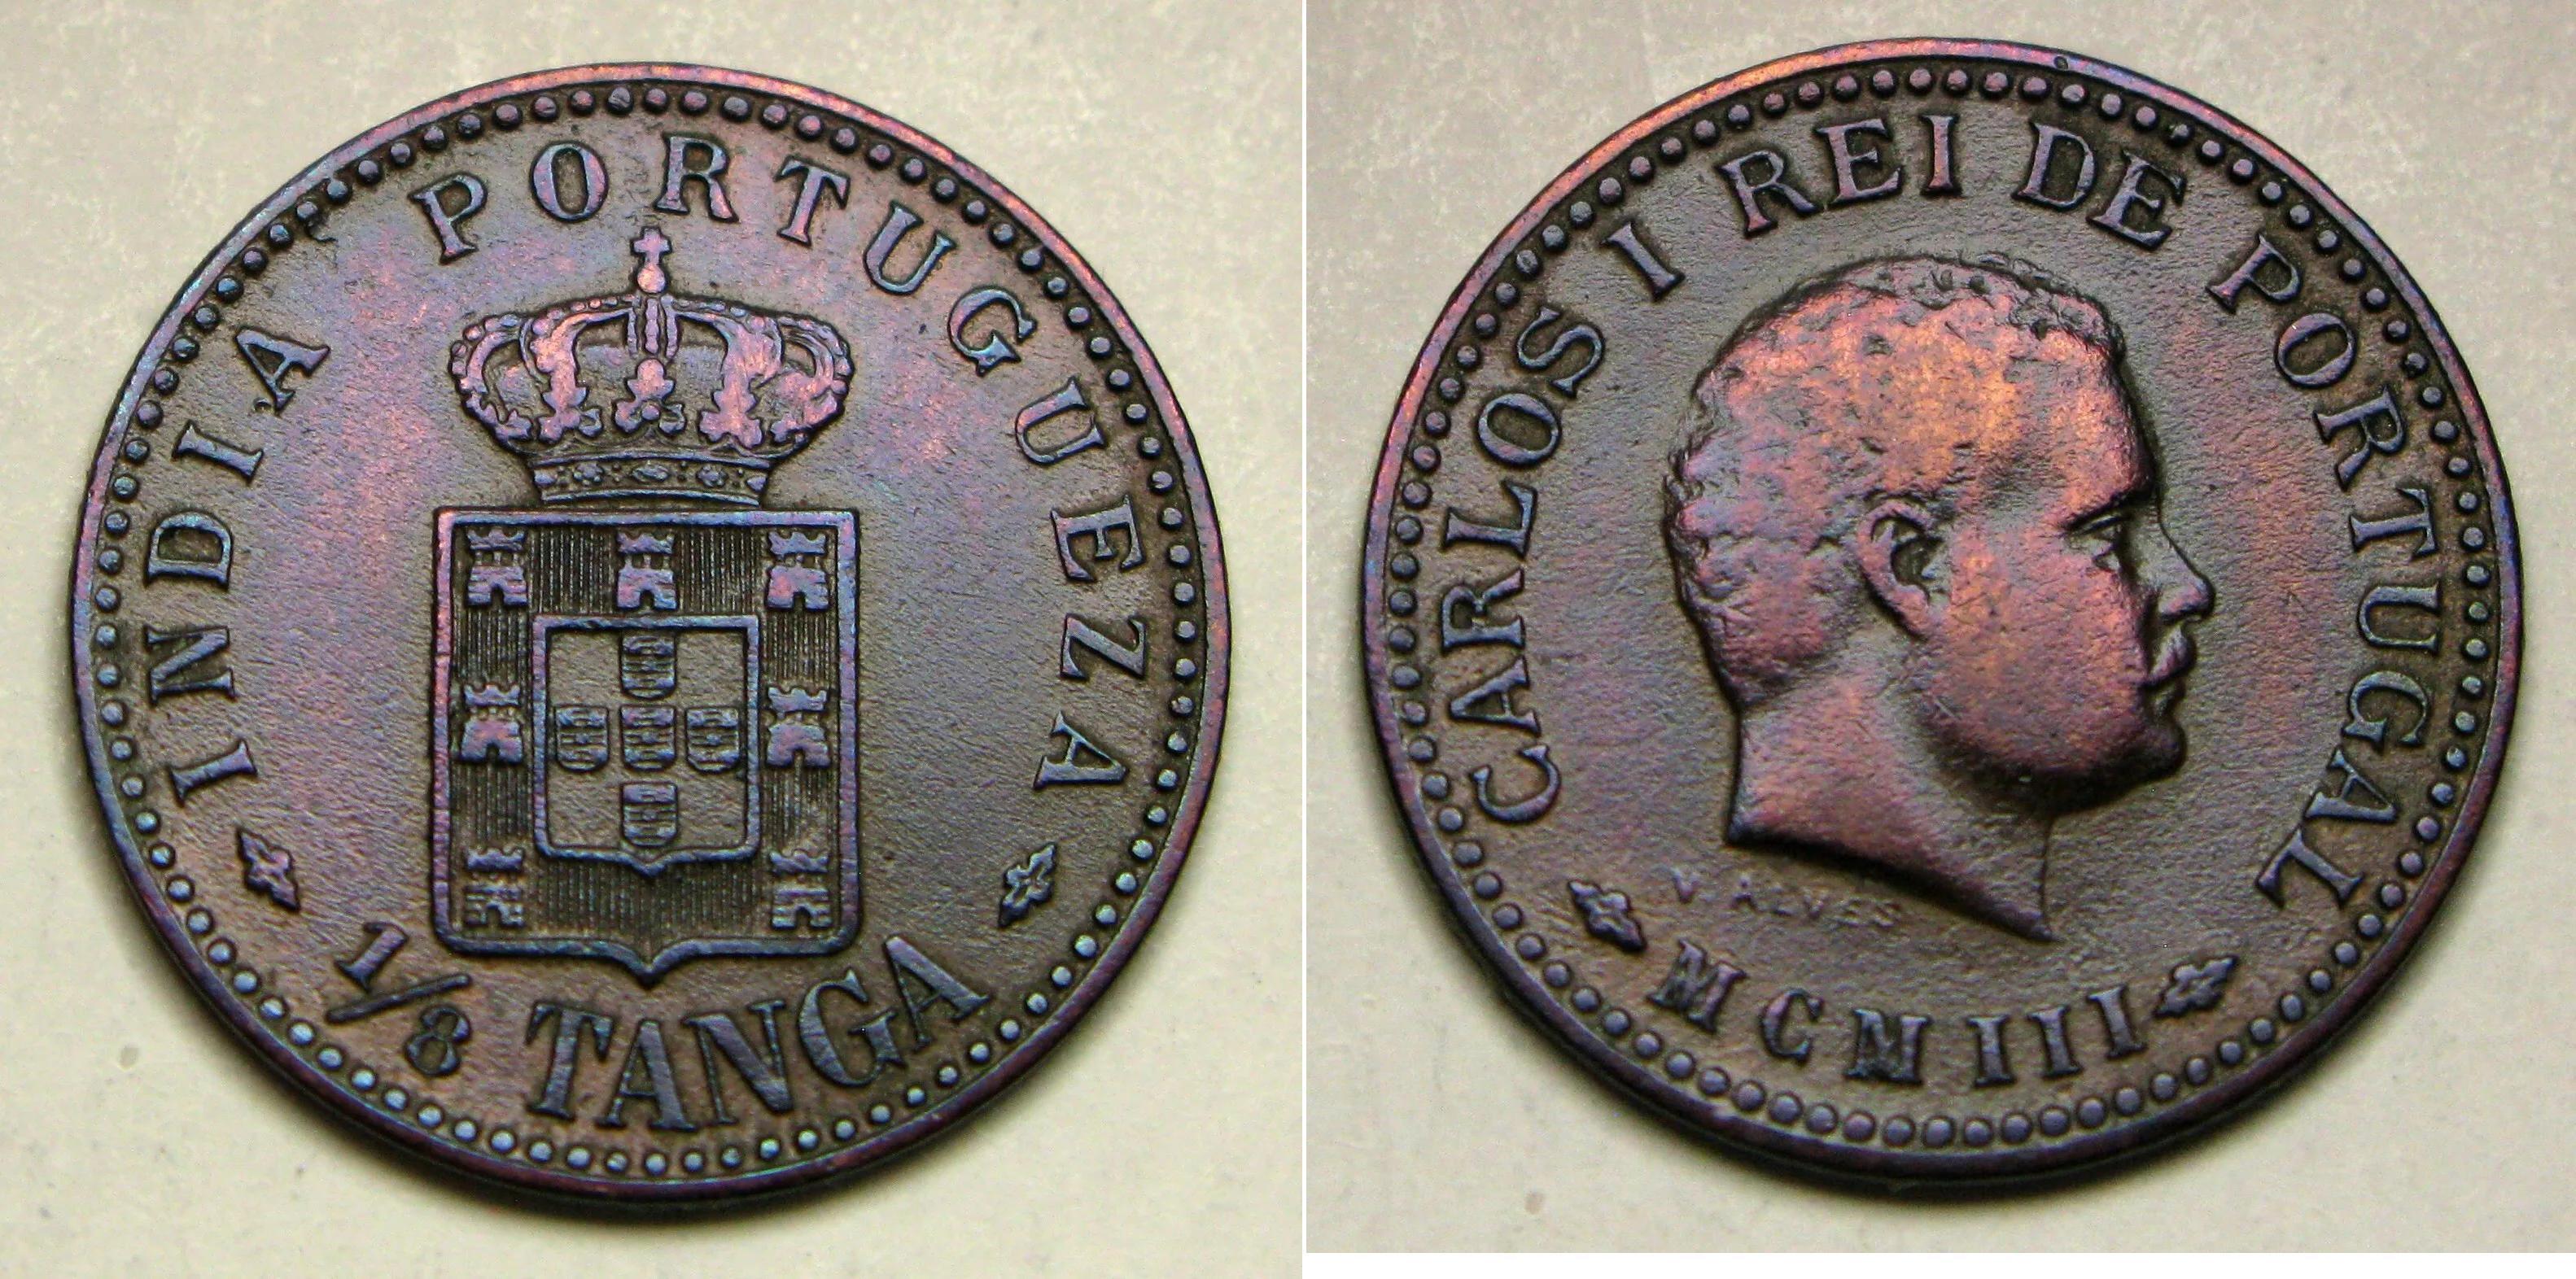 INDIA PORTUGUEZA
1/8 TANGA
CARLOS I REI DE PORTUGAL
V ALVES
MCMIII